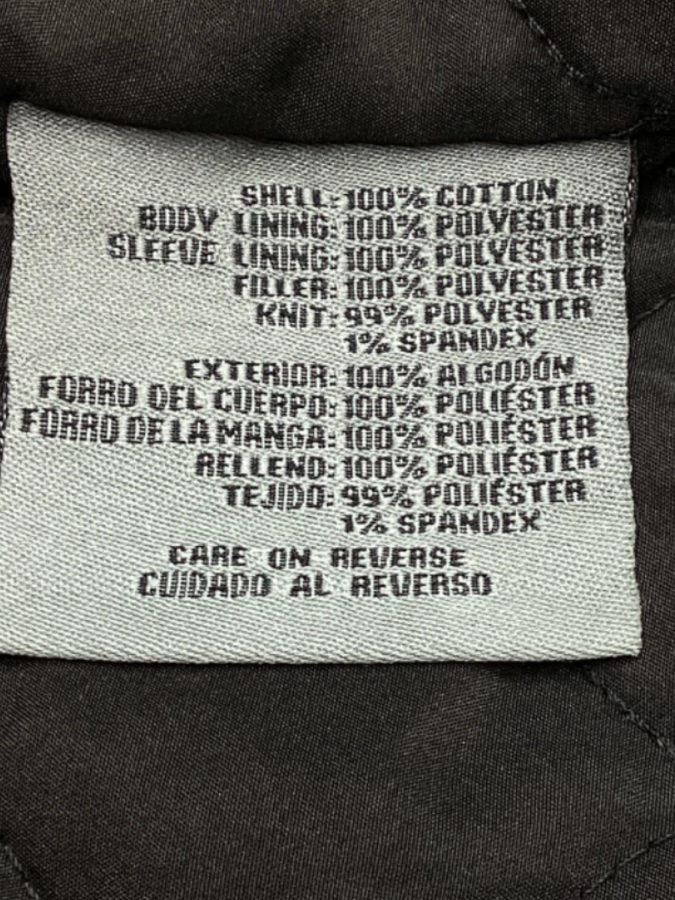 SHELL: 100% COTTON
BODY LINING: 100% POLYESTER
SLEEVE LINING: 100% POLYESTER
FILLER: 100% POLYESTER
KNIT: 99% POLYESTER
1% SPANDEX
EXTERIOR: 100% ALGODÓN
FORRO DEL CUERPO: 100% POLIÉSTER
FORRO DE LA MANGA: 100% POLIÉSTER
RELLENO: 100% POLIÉSTER
TEJIDO: 99% POLIÉSTER
1% SPANDEX
CARE ON REVERSE
CUIDADO AL REVERSO